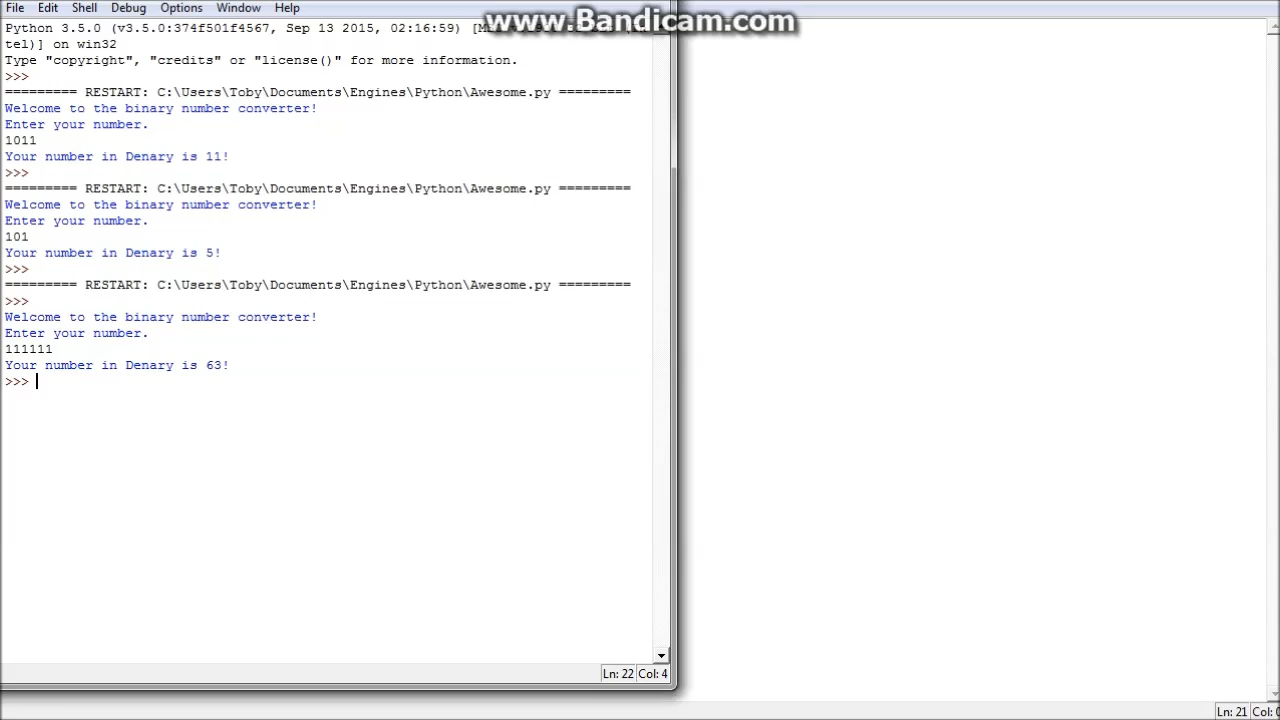 File Edit Shell Debug Options Window Help
www.Bandicam.com
Python 3.5.0 (v3.5.0:374f501f4567, Sep 13 2015, 02:16:59)
tel)] on win32
Type "copyright", "credits" or "license()" for more information.
>>>
========= RESTART: C:\Users\Toby\Documents\Engines\Python\Awesome.py =========
Welcome to the binary number converter!
Enter your number.
1011
Your number in Denary is 11!
>>>
========= RESTART: C:\Users\Toby\Documents\Engines\Python\Awesome.py =========
Welcome to the binary number converter!
Enter your number.
101
Your number in Denary is 5!
>>>
========= RESTART: C:\Users\Toby\Documents\Engines\Python\Awesome.py =========
>>>
Welcome to the binary number converter!
Enter your number.
111111
Your number in Denary is 63!
>>>
Ln: 22 Col: 4
Ln: 21 Col: 0